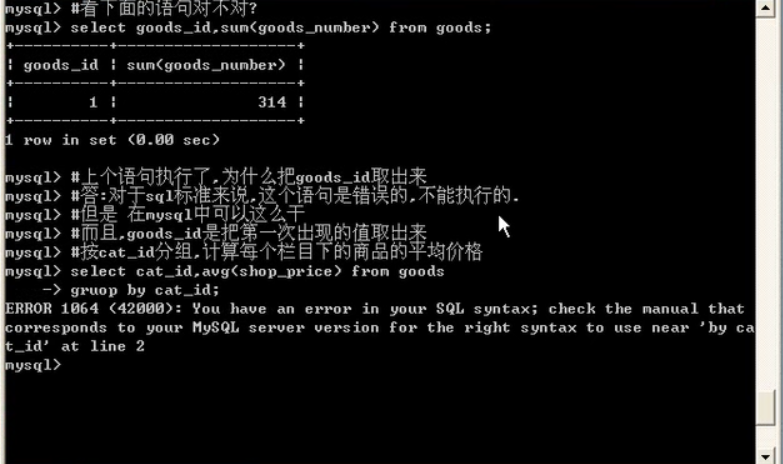 mysql> #看下面的语句对不对?
mysql> select goods_id,sum(goods_number) from goods;
+----------+-------------------+
| goods_id | sum(goods_number) |
+----------+-------------------+
|        1 |               314 |
+----------+-------------------+
1 row in set (0.00 sec)
mysql> #上个语句执行了,为什么把goods_id取出来
mysql> #答:对于sql标准来说,这个语句是错误的,不能执行的.
mysql> #但是 在mysql中可以这么干
mysql> #而且,goods_id是把第一次出现的值取出来
mysql> #按cat_id分组,计算每个栏目下的商品的平均价格
mysql> select cat_id,avg(shop_price) from goods
    -> gruop by cat_id;
ERROR 1064 (42000): You have an error in your SQL syntax; check the manual that
corresponds to your MySQL server version for the right syntax to use near 'by ca
t_id' at line 2
mysql>